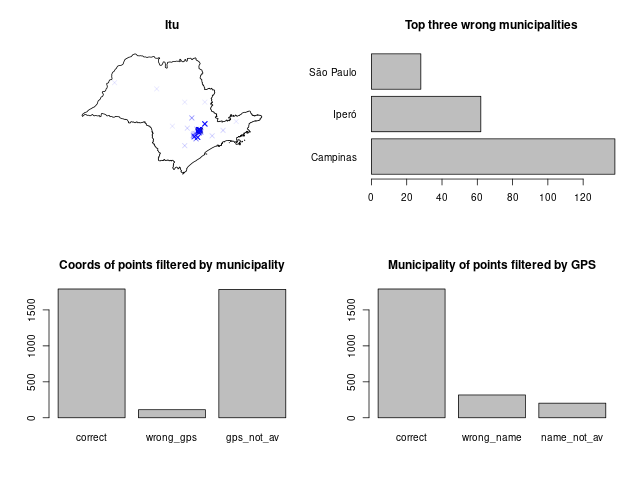 Itu
Top three wrong municipalities
São Paulo
Iperó
Campinas
0 20 40 60 80 100 120
Coords of points filtered by municipality
1500
1000
500
0
correct wrong_gps gps_not_av
Municipality of points filtered by GPS
1500
1000
500
0
correct wrong_name name_not_av